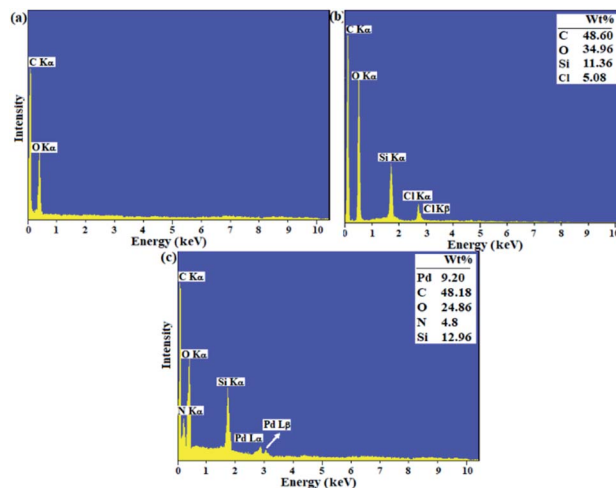 (a)
C Kα
O Kα
Intensity
0 1 2 3 4 5 6 7 8 9 10
Energy (keV)
(b)
C Kα
O Kα
Si Kα
Cl Kα
Cl Kβ
Wt%
C 48.60
O 34.96
Si 11.36
Cl 5.08
Intensity
0 1 2 3 4 5 6 7 8 9 10
Energy (keV)
(c)
C Kα
O Kα
N Kα
Si Kα
Pd Lα
Pd Lβ
Wt%
Pd 9.20
C 48.18
O 24.86
N 4.8
Si 12.96
Intensity
0 1 2 3 4 5 6 7 8 9 10
Energy (keV)